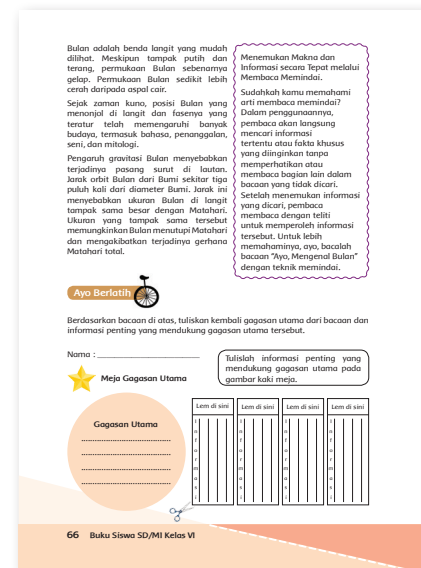 Bulan adalah benda langit yang mudah
dilihat. Meskipun tampak putih dan
terang, permukaan Bulan sebenarnya
gelap. Permukaan Bulan sedikit lebih
cerah daripada aspal cair.
Sejak zaman kuno, posisi Bulan yang
menonjol di langit dan fasenya yang
teratur telah memengaruhi banyak
budaya, termasuk bahasa, penanggalan,
seni, dan mitologi.
Pengaruh gravitasi Bulan menyebabkan
terjadinya pasang surut di lautan.
Jarak orbit Bulan dari Bumi sekitar tiga
puluh kali dari diameter Bumi. Jarak ini
menyebabkan ukuran Bulan di langit
tampak sama besar dengan Matahari.
Ukuran yang tampak sama tersebut
memungkinkan Bulan menutupi Matahari
dan mengakibatkan terjadinya gerhana
Matahari total.
Menemukan Makna dan
Informasi secara Tepat melalui
Membaca Memindai.
Sudahkah kamu memahami
arti membaca memindai?
Dalam penggunaannya,
pembaca akan langsung
mencari informasi
tertentu atau fakta khusus
yang diinginkan tanpa
memperhatikan atau
membaca bagian lain dalam
bacaan yang tidak dicari.
Setelah menemukan informasi
yang dicari, pembaca
membaca dengan teliti
untuk memperoleh informasi
tersebut. Untuk lebih
memahaminya, ayo, bacalah
bacaan "Ayo, Mengenal Bulan"
dengan teknik memindai.
Ayo Berlatih
Berdasarkan bacaan di atas, tuliskan kembali gagasan utama dari bacaan dan
informasi penting yang mendukung gagasan utama tersebut.
Nama :
Meja Gagasan Utama
Tulislah informasi penting yang
mendukung gagasan utama pada
gambar kaki meja.
Gagasan Utama
Lem di sini Lem di sini Lem di sini Lem di sini
I I I I
n n n n
f f f f
o o o o
r r r r
m m m m
a a a a
s s s s
i i i i
66 Buku Siswa SD/MI Kelas VI